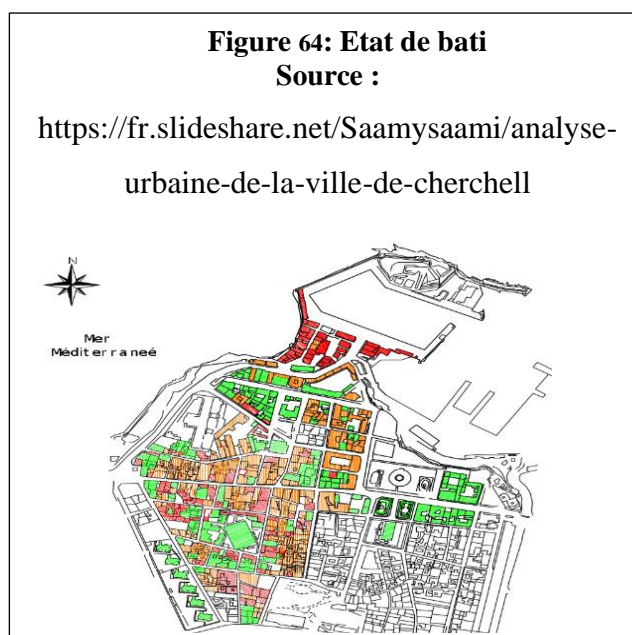 Figure 64: Etat de bati
Source :
https://fr.slideshare.net/Saamysaami/analyse-
urbaine-de-la-ville-de-cherchell
N
Mer
Méditerraneé